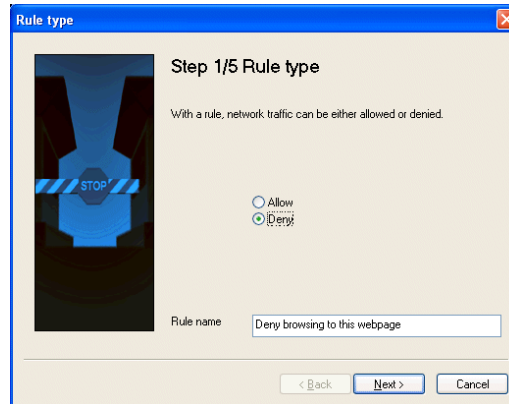 Rule type
Step 1/5 Rule type
With a rule, network traffic can be either allowed or denied.
STOP
Allow
Deny
Rule name
Deny browsing to this webpage
< Back
Next >
Cancel